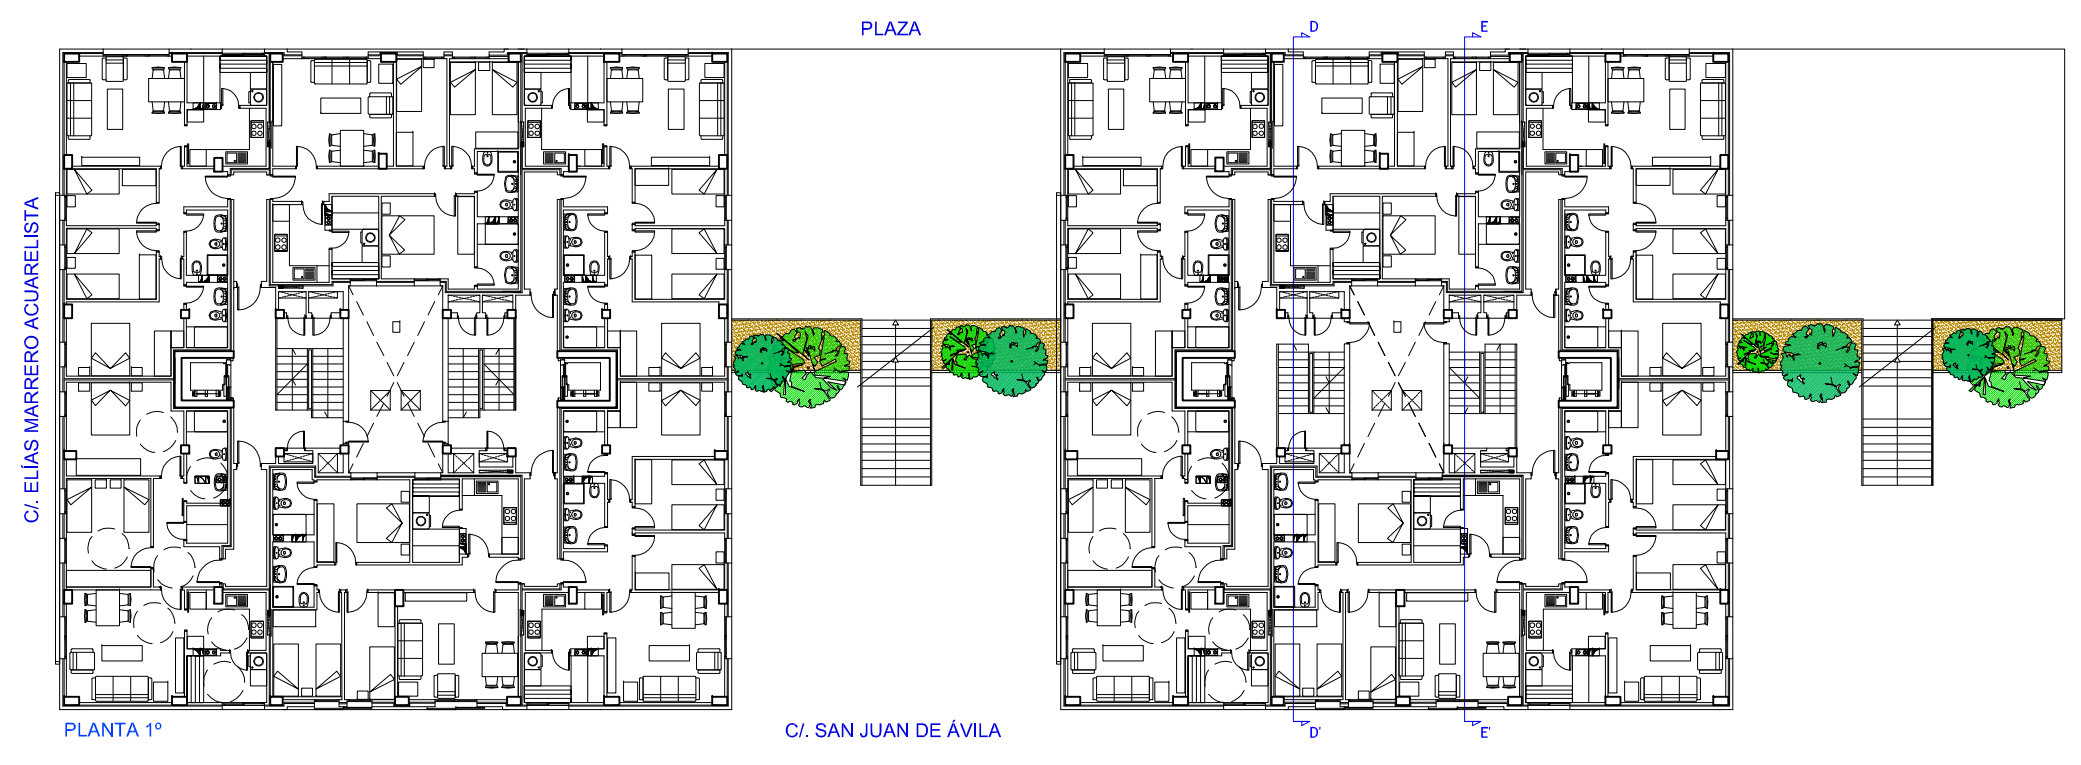 PLAZA
D
E
C/. ELÍAS MARRERO ACUARELISTA
PLANTA 1º
C/. SAN JUAN DE ÁVILA
D'
E'